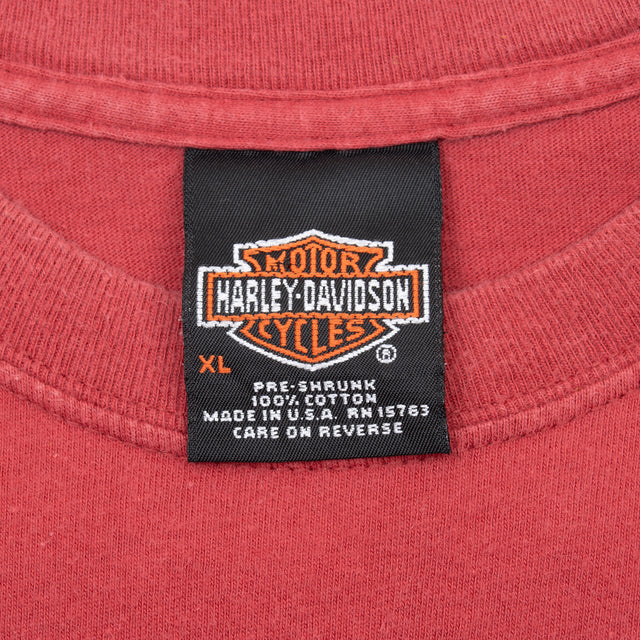 MOTOR
HARLEY-DAVIDSON
CYCLES
®
XL
PRE-SHRUNK
100% COTTON
MADE IN U.S.A. RN 15763
CARE ON REVERSE